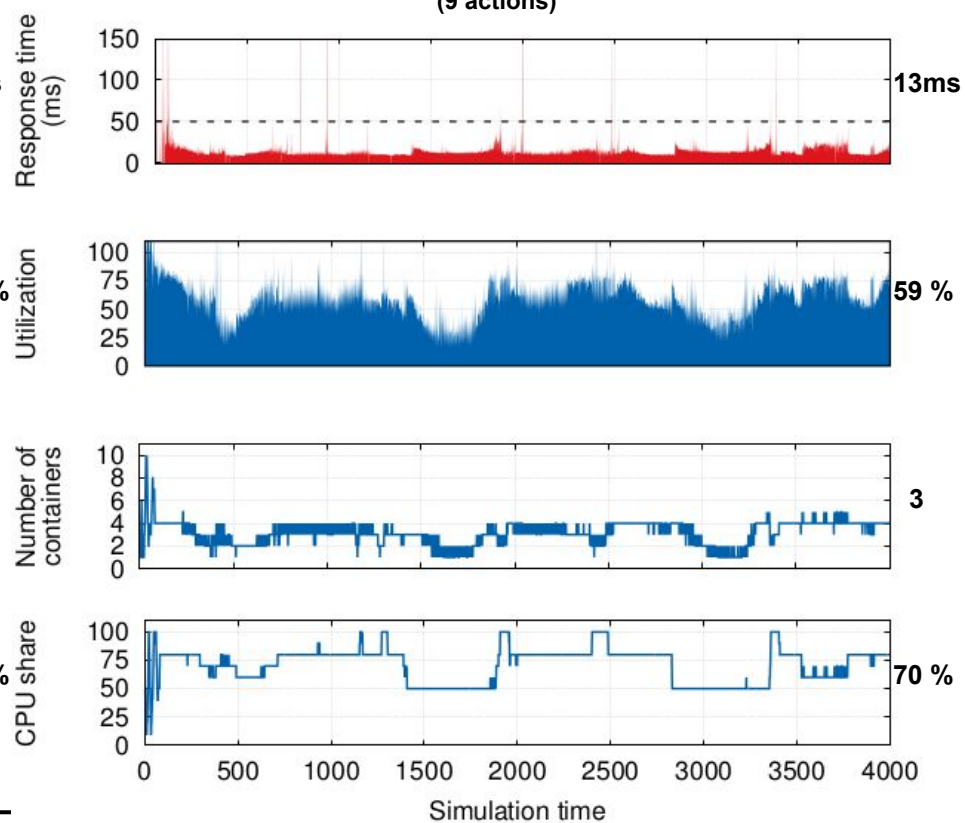 (9 actions)
Response time
(ms)
150
100
50
0
13ms
s
Utilization
100
75
50
25
0
59 %
%
Number of
containers
10
8
6
4
2
0
3
CPU share
100
75
50
25
0
70 %
%
0 500 1000 1500 2000 2500 3000 3500 4000
Simulation time